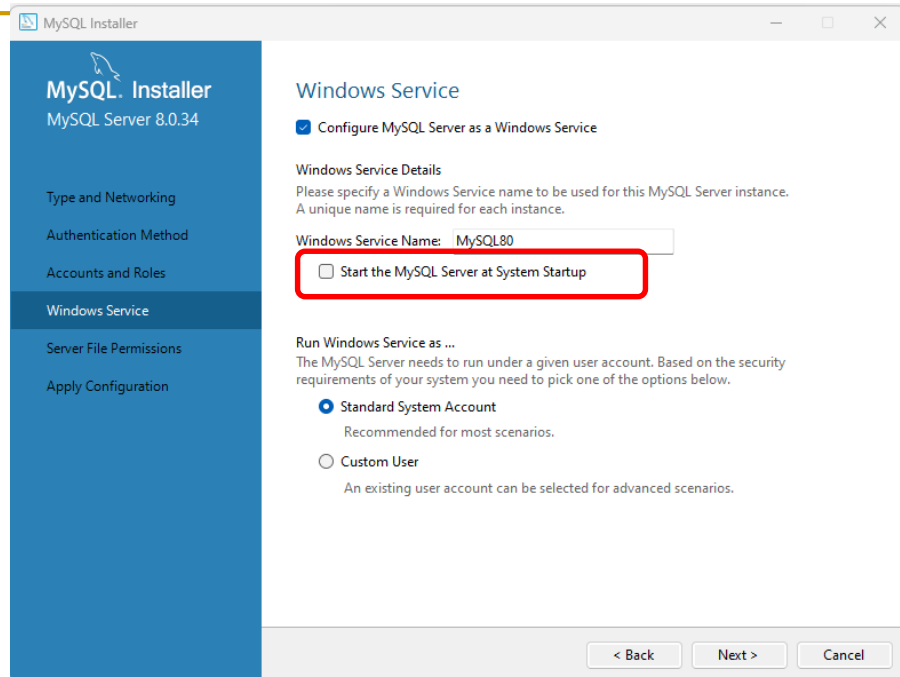 MySQL Installer
MySQL. Installer
MySQL Server 8.0.34
Type and Networking
Authentication Method
Accounts and Roles
Windows Service
Server File Permissions
Apply Configuration
Windows Service
Configure MySQL Server as a Windows Service
Windows Service Details
Please specify a Windows Service name to be used for this MySQL Server instance.
A unique name is required for each instance.
Windows Service Name: MySQL80
Start the MySQL Server at System Startup
Run Windows Service as ...
The MySQL Server needs to run under a given user account. Based on the security
requirements of your system you need to pick one of the options below.
Standard System Account
Recommended for most scenarios.
Custom User
An existing user account can be selected for advanced scenarios.
< Back Next > Cancel